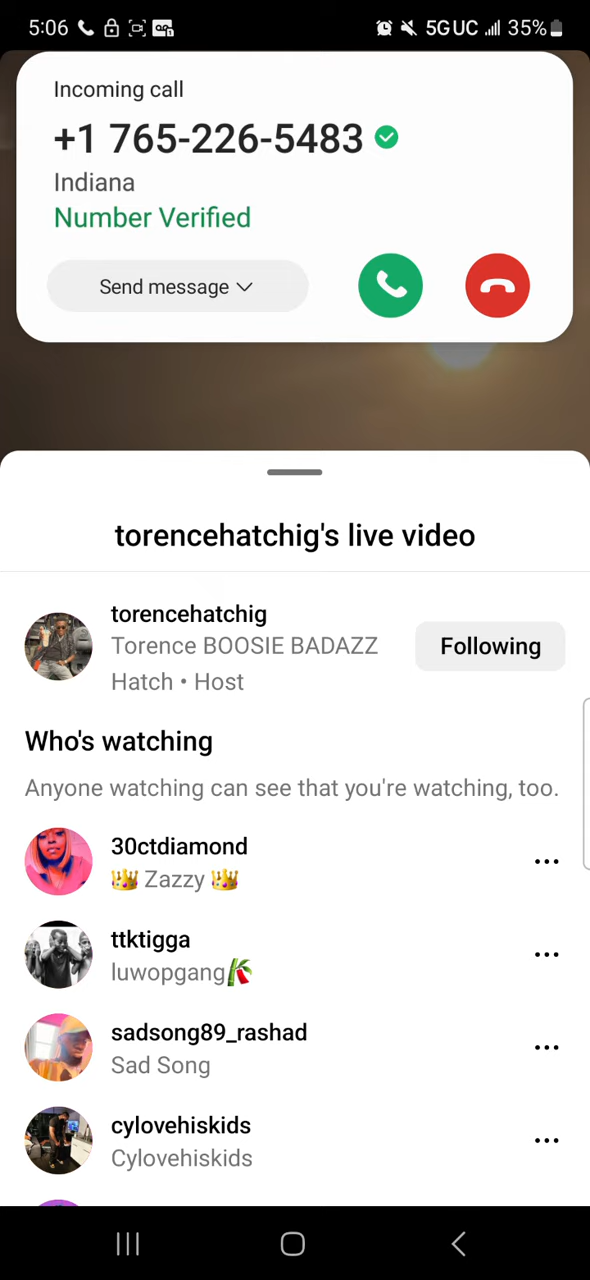 5:06
5G UC 35%
Incoming call
+1 765-226-5483
Indiana
Number Verified
Send message
torencehatchig's live video
torencehatchig
Torence BOOSIE BADAZZ
Hatch • Host
Following
Who's watching
Anyone watching can see that you're watching, too.
30ctdiamond
👑 Zazzy 👑
ttktigga
luwopgang🎋
sadsong89_rashad
Sad Song
cylovehiskids
Cylovehiskids